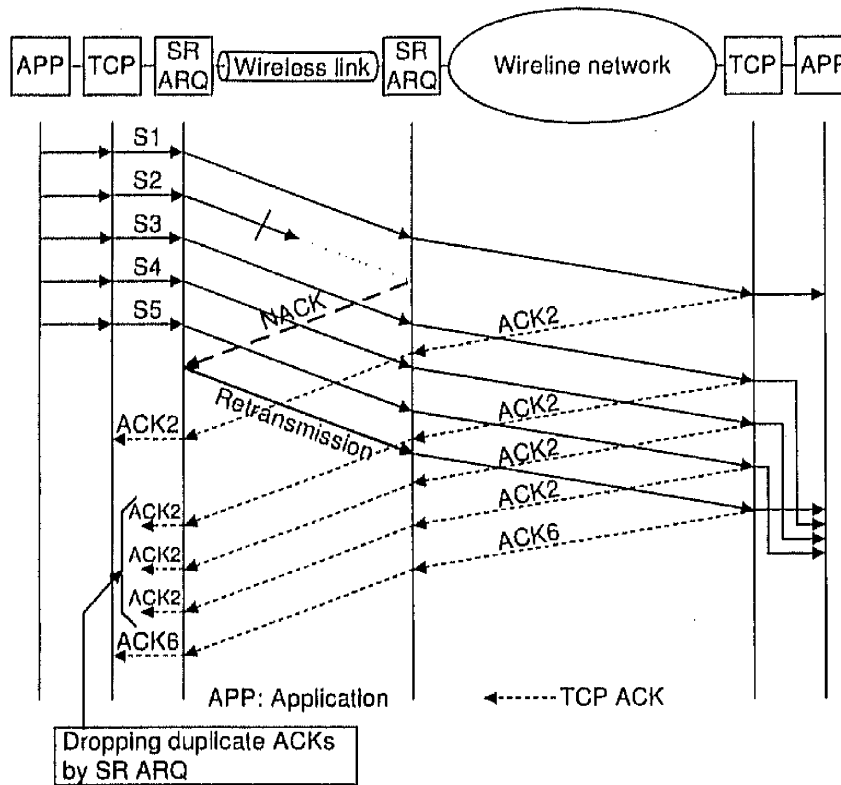 APP
TCP
SR
ARQ
Wireless link
SR
ARQ
Wireline network
TCP
APP
S1
S2
S3
S4
S5
NACK
Retransmission
ACK2
ACK2
ACK2
ACK2
ACK6
ACK2
ACK2
ACK2
ACK2
ACK6
APP: Application
TCP ACK
Dropping duplicate ACKs
by SR ARQ